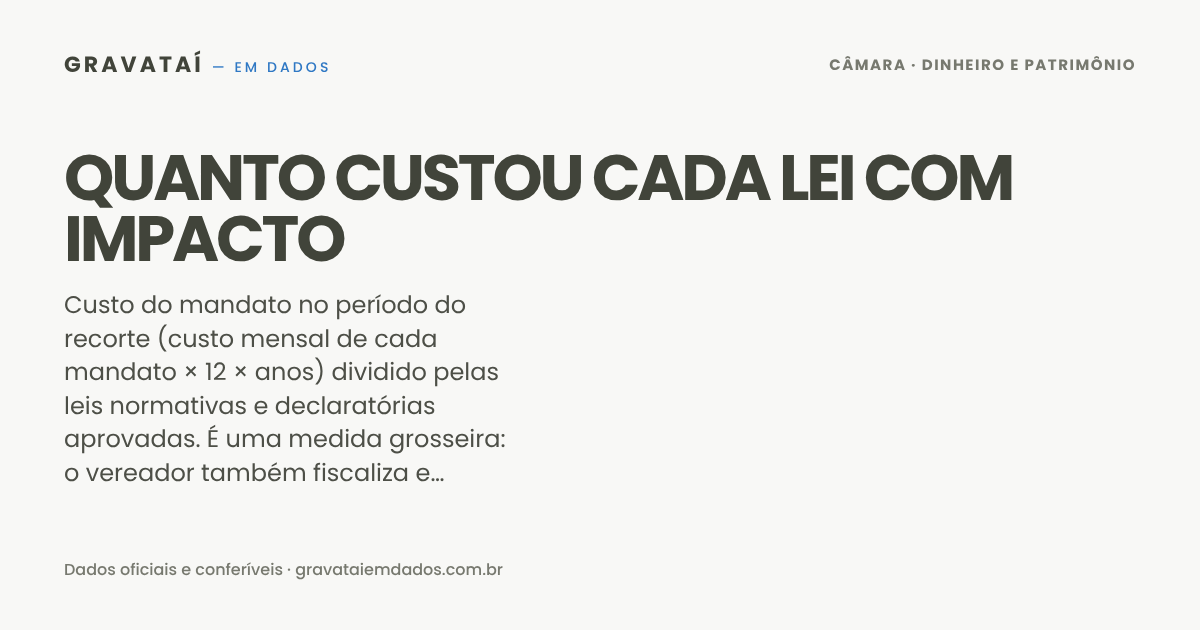 GRAVATAÍ — EM DADOS
CÂMARA · DINHEIRO E PATRIMÔNIO
QUANTO CUSTOU CADA LEI COM
IMPACTO
Custo do mandato no período do
recorte (custo mensal de cada
mandato × 12 × anos) dividido pelas
leis normativas e declaratórias
aprovadas. É uma medida grosseira:
o vereador também fiscaliza e…
Dados oficiais e conferíveis · gravataiemdados.com.br